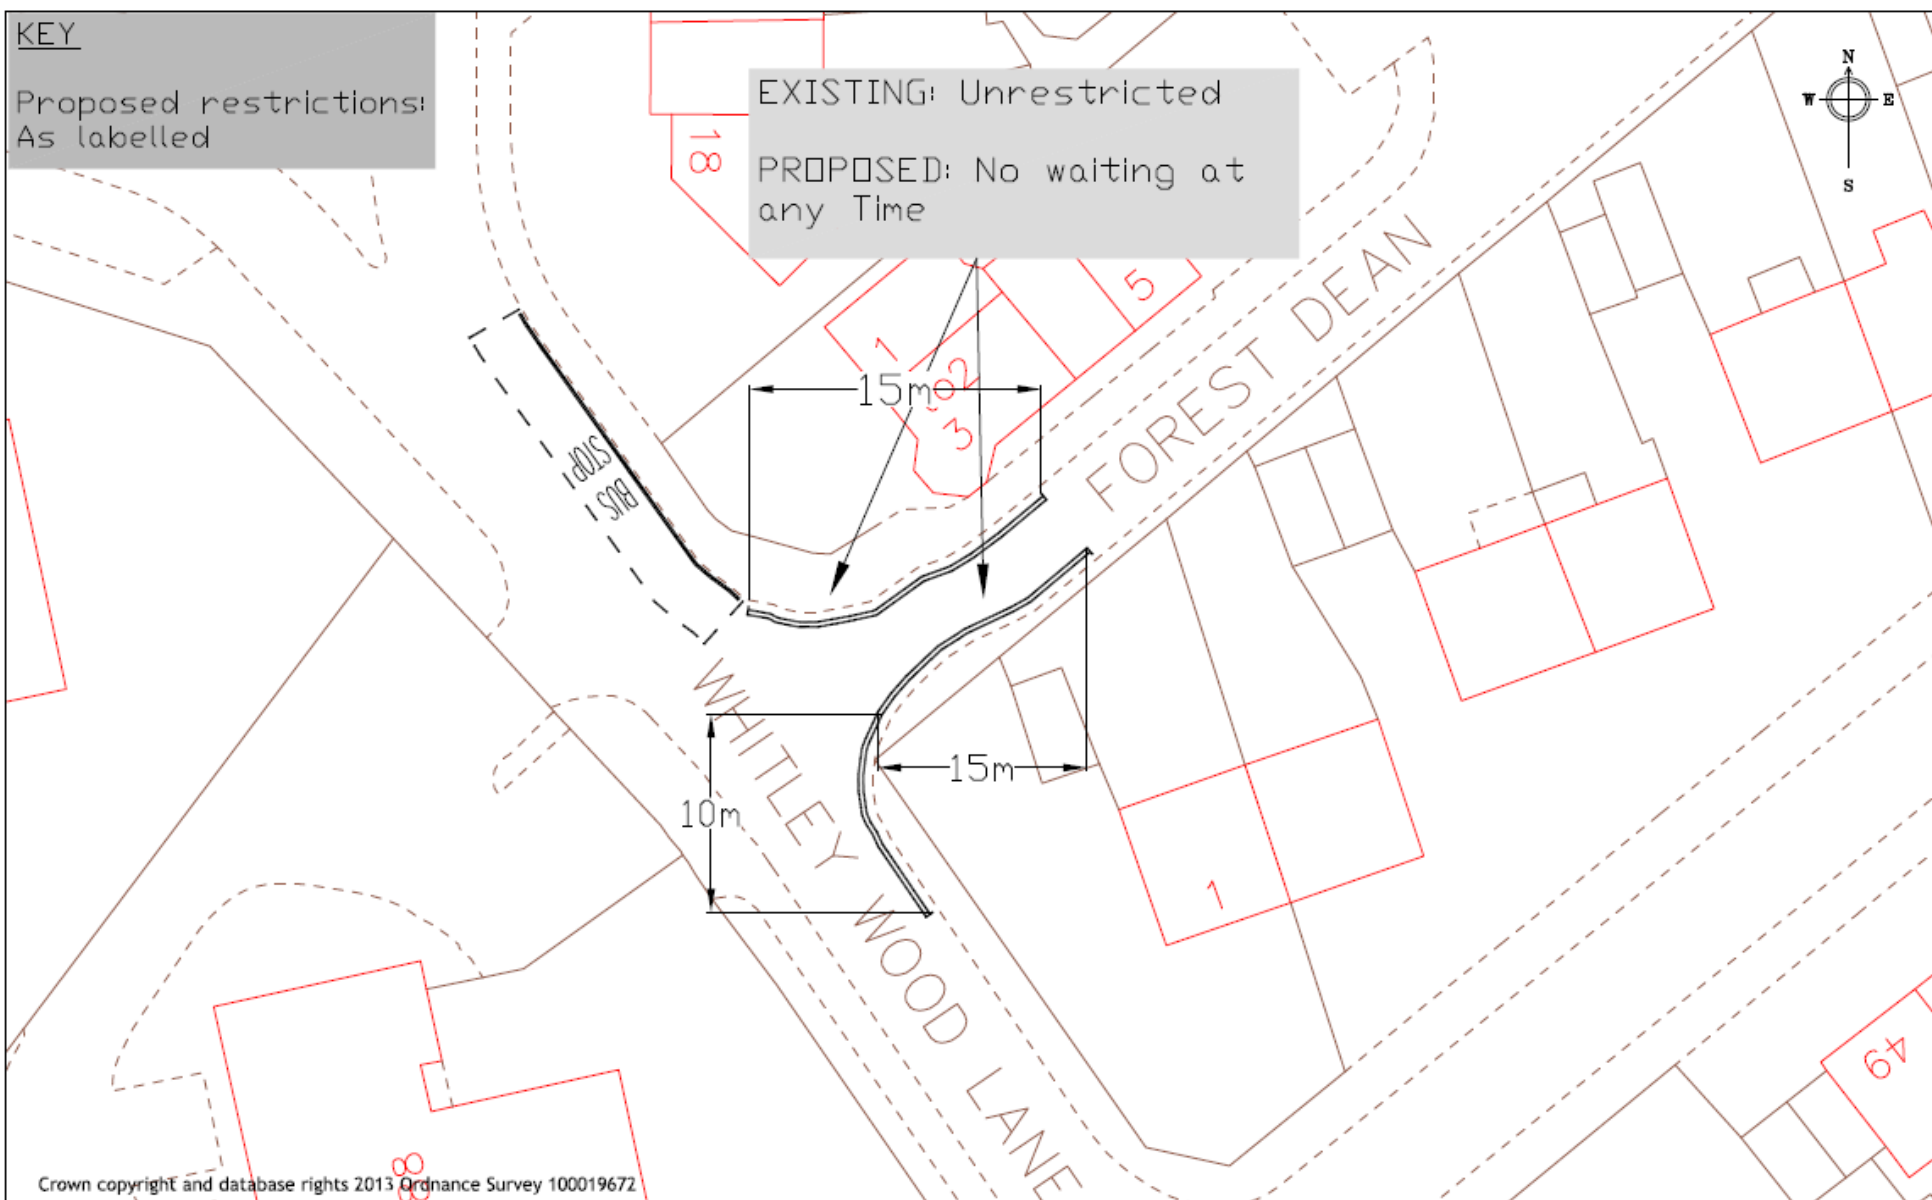 KEY
Proposed restrictions:
As labelled
EXISTING: Unrestricted
PROPOSED: No waiting at
any Time
N
W E
S
18
1
to2
3
5
15m
FOREST DEAN
BUS
STOP
WHITLEY WOOD LANE
15m
10m
1
49
8
Crown copyright and database rights 2013 Ordnance Survey 100019672